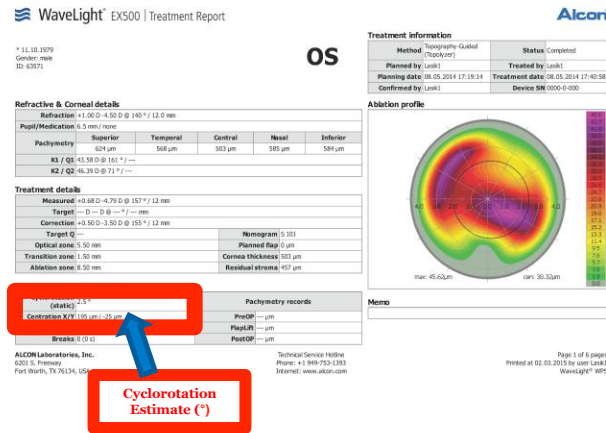 WaveLight® EX500 | Treatment Report
Alcon
* 11.10.1979
Gender: male
ID: 63571
OS
Treatment information
Method Topography-Guided (Topolyzer) Status Completed
Planned by Lasik1 Treated by Lasik1
Planning date 08.05.2014 17:19:14 Treatment date 08.05.2014 17:40:58
Confirmed by Lasik1 Device SN 0000-0-000
Refractive & Corneal details
Refraction +1.00 D -4.50 D @ 140 ° / 12.0 mm
Pupil/Medication 6.5 mm / none
Pachymetry Superior Temporal Central Nasal Inferior
624 µm 568 µm 503 µm 585 µm 584 µm
K1 / Q1 43.58 D @ 161 ° / ---
K2 / Q2 46.39 D @ 71 ° / ---
Treatment details
Measured +0.68 D -4.79 D @ 157 ° / 12 mm
Target --- D --- D @ --- ° / --- mm
Correction +0.50 D -3.50 D @ 155 ° / 12 mm
Target Q --- Nomogram S 101
Optical zone 5.50 mm Planned flap 0 µm
Transition zone 1.50 mm Cornea thickness 503 µm
Ablation zone 8.50 mm Residual stroma 457 µm
Ablation profile
4.0 3.0 4.0
max: 45.62µm cen: 38.32µm
(static) 2.5 °
Centration X/Y 195 µm / -25 µm
Breaks 0 (0 s)
Pachymetry records
PreOP --- µm
FlapLift --- µm
PostOP --- µm
Memo
ALCON Laboratories, Inc.
6201 S. Freeway
Fort Worth, TX 76134, USA
Technical Service Hotline
Phone: +1 949-753-1393
Internet: www.alcon.com
Page 1 of 6 pages
Printed at 02.03.2015 by user Lasik1
WaveLight® WPS
Cyclorotation
Estimate (°)